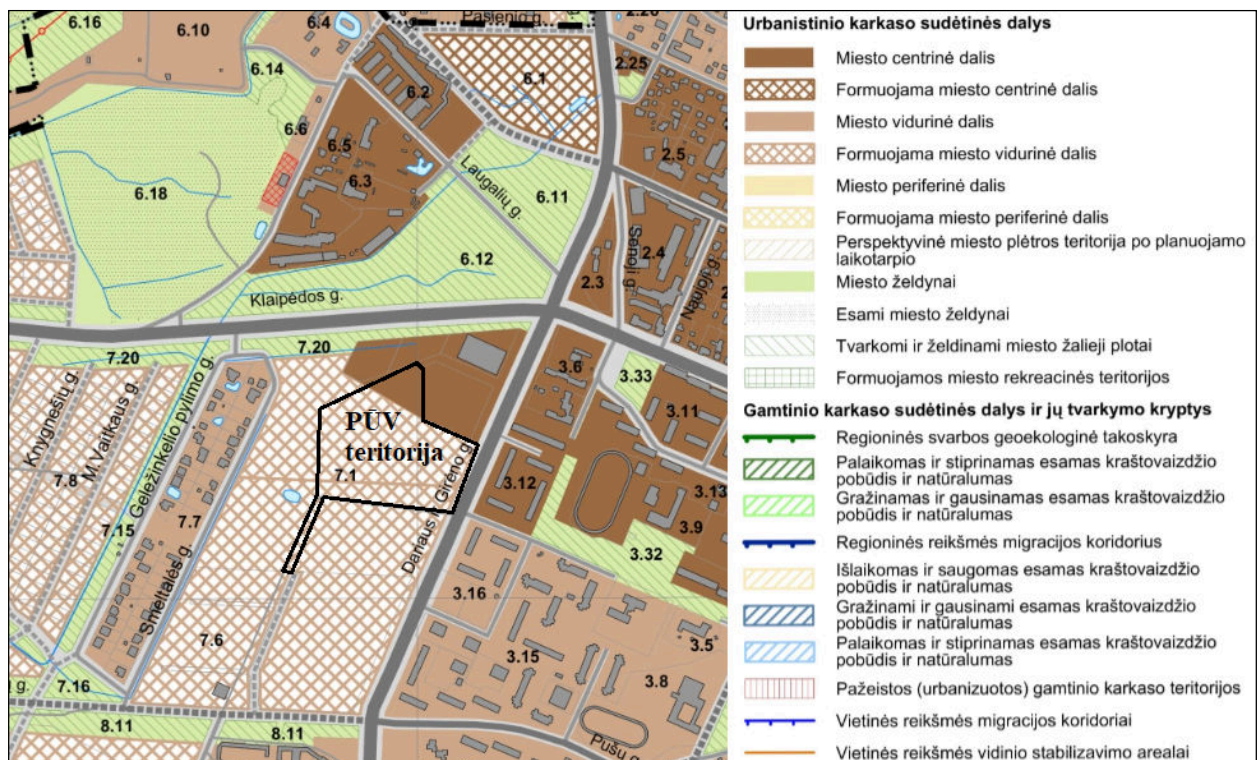 6.16
6.10
6.4
Paslėnio g.
2.26
6.14
6.1
2.25
6.2
6.6
6.5
2.5
6.3
Laugalių g.
6.18
6.11
6.12
2.3
Senoji g.
2.4
Naujoji g.
Klaipėdos g.
7.20
7.20
3.6
3.33
3.11
Knygnešių g.
M.Vaitkaus g.
Geležinkelio pylimo g.
PŪV
teritorija
7.1
7.8
7.15
7.7
Smeltalės g.
Dariaus ir Girėno g.
3.12
3.13
3.9
3.32
3.16
7.6
3.5
3.15
3.8
g.
7.16
8.11
8.11
Pušų g.
Urbanistinio karkaso sudėtinės dalys
Miesto centrinė dalis
Formuojama miesto centrinė dalis
Miesto vidurinė dalis
Formuojama miesto vidurinė dalis
Miesto periferinė dalis
Formuojama miesto periferinė dalis
Perspektyvinė miesto plėtros teritorija po planuojamo
laikotarpio
Miesto želdynai
Esami miesto želdynai
Tvarkomi ir želdinami miesto žalieji plotai
Formuojamos miesto rekreacinės teritorijos
Gamtinio karkaso sudėtinės dalys ir jų tvarkymo kryptys
Regioninės svarbos geoekologinė takoskyra
Palaikomas ir stiprinamas esamas kraštovaizdžio
pobūdis ir natūralumas
Gražinamas ir gausinamas esamas kraštovaizdžio
pobūdis ir natūralumas
Regioninės reikšmės migracijos koridorius
Išlaikomas ir saugomas esamas kraštovaizdžio
pobūdis ir natūralumas
Gražinami ir gausinami esamas kraštovaizdžio
pobūdis ir natūralumas
Palaikomas ir stiprinamas esamas kraštovaizdžio
pobūdis ir natūralumas
Pažeistos (urbanizuotos) gamtinio karkaso teritorijos
Vietinės reikšmės migracijos koridoriai
Vietinės reikšmės vidinio stabilizavimo arealai